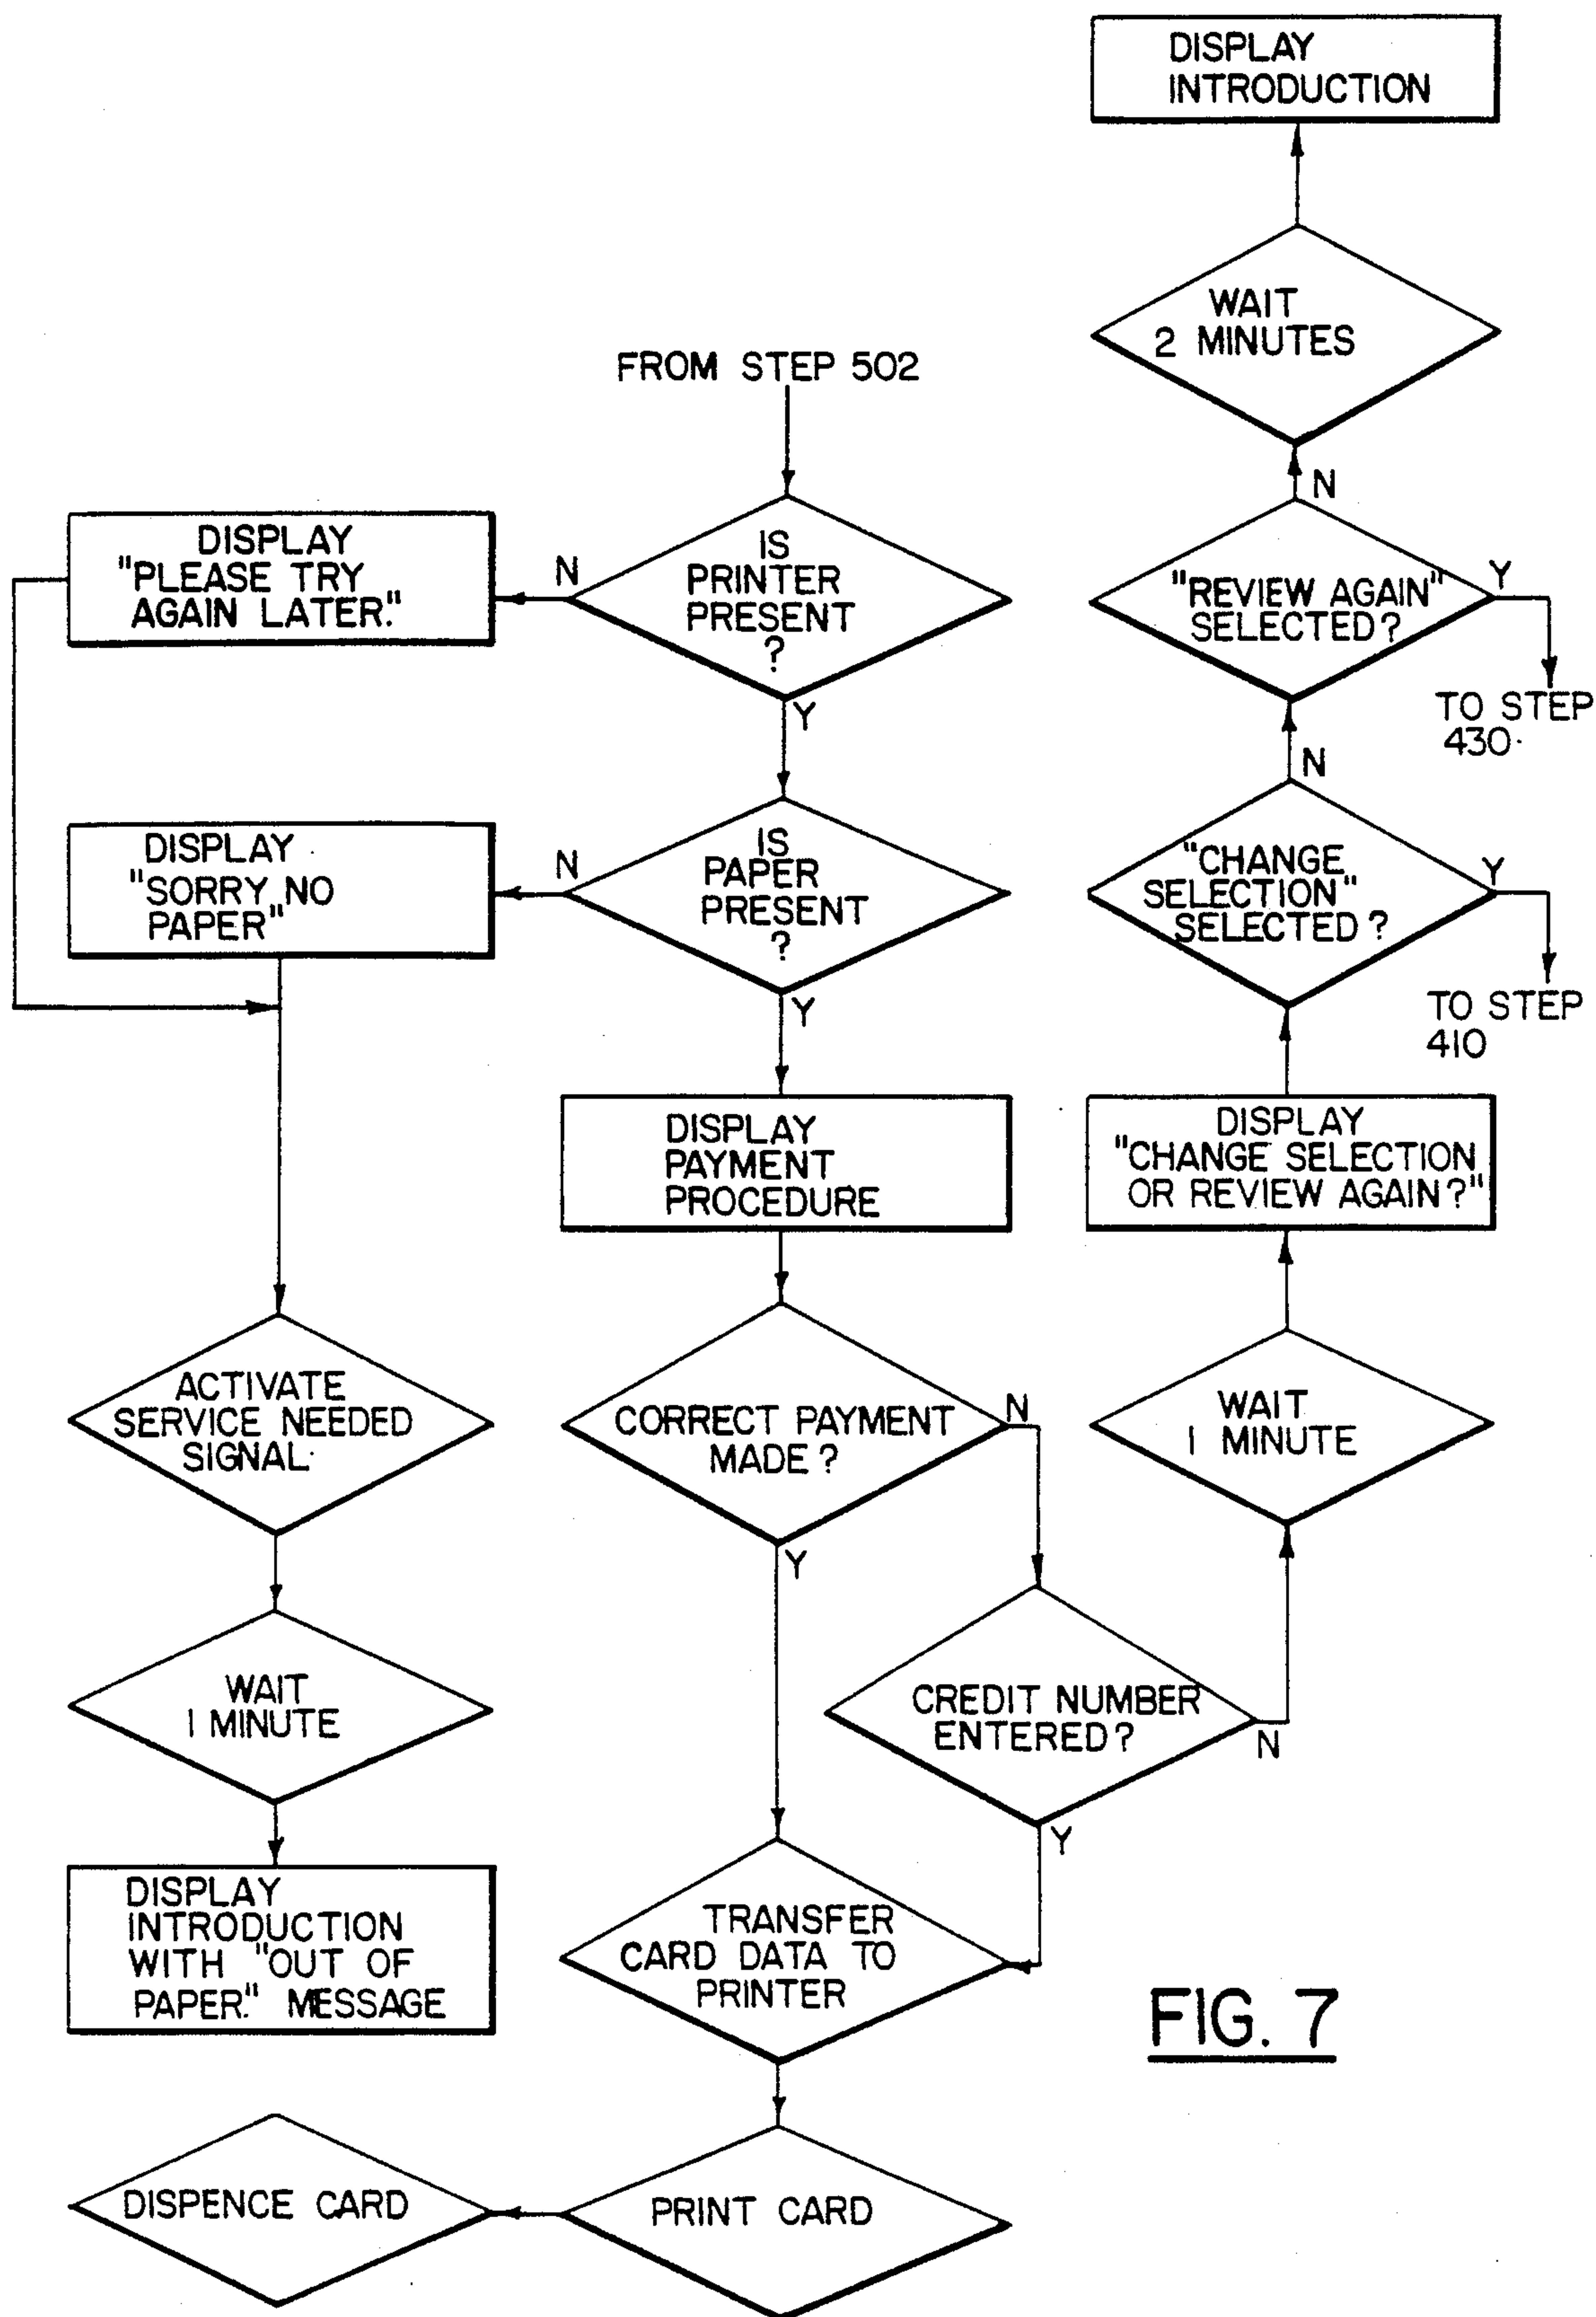 DISPLAY
INTRODUCTION
WAIT
2 MINUTES
FROM STEP 502
N
DISPLAY
"PLEASE TRY
AGAIN LATER."
N
IS
PRINTER
PRESENT
?
Y
"REVIEW AGAIN"
SELECTED?
Y
TO STEP
430
N
DISPLAY
"SORRY, NO
PAPER"
N
IS
PAPER
PRESENT
?
Y
"CHANGE
SELECTION"
SELECTED?
Y
TO STEP
410
DISPLAY
PAYMENT
PROCEDURE
DISPLAY
"CHANGE SELECTION
OR REVIEW AGAIN?"
ACTIVATE
SERVICE NEEDED
SIGNAL
CORRECT PAYMENT
MADE?
N
Y
WAIT
1 MINUTE
WAIT
1 MINUTE
CREDIT NUMBER
ENTERED?
N
Y
DISPLAY
INTRODUCTION
WITH "OUT OF
PAPER." MESSAGE
TRANSFER
CARD DATA TO
PRINTER
FIG. 7
DISPENCE CARD
PRINT CARD